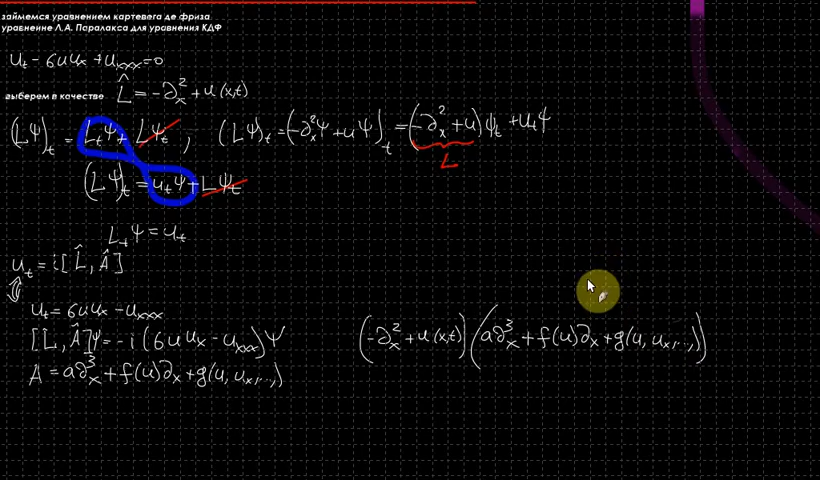 займемся уравнением картевега де фриза
уравнеине Л.А. Паралакса для уравнения КДФ
u_t - 6uu_x + u_xxx = 0
выберем в качестве L̂ = -∂_x² + u(x,t)
(Lψ)_t = L_tψ + Lψ_t ; (Lψ)_t = (-∂_x²ψ + uψ)_t = (-∂_x² + u)ψ_t + u_tψ
L
(Lψ)_t = u_tψ + Lψ_t
L_tψ = u_t
u_t = i[L̂, Â]
⇕
u_t = 6uu_x - u_xxx
[L, Â]ψ = -i(6uu_x - u_xxx)ψ
(-∂_x² + u(x,t))(a∂_x³ + f(u)∂_x + g(u, u_x, ...,))
A = a∂_x³ + f(u)∂_x + g(u, u_x, ...,)